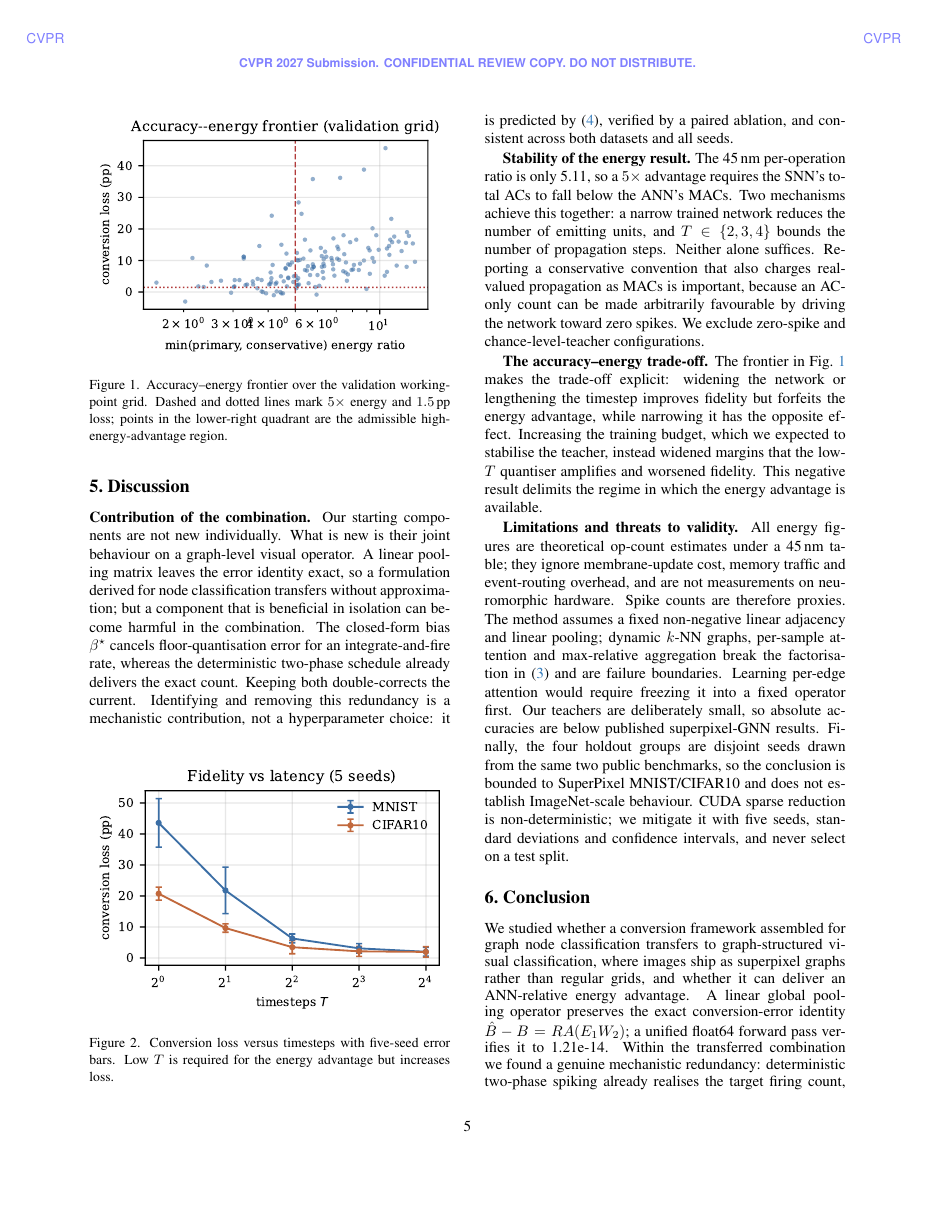 CVPR
CVPR
CVPR 2027 Submission. CONFIDENTIAL REVIEW COPY. DO NOT DISTRIBUTE.
Accuracy--energy frontier (validation grid)
conversion loss (pp)
40
30
20
10
0
2 × 10⁰ 3 × 10⁰ 4 × 10⁰ 6 × 10⁰ 10¹
min(primary, conservative) energy ratio
Figure 1. Accuracy–energy frontier over the validation working-
point grid. Dashed and dotted lines mark 5× energy and 1.5 pp
loss; points in the lower-right quadrant are the admissible high-
energy-advantage region.
5. Discussion
Contribution of the combination. Our starting compo-
nents are not new individually. What is new is their joint
behaviour on a graph-level visual operator. A linear pool-
ing matrix leaves the error identity exact, so a formulation
derived for node classification transfers without approxima-
tion; but a component that is beneficial in isolation can be-
come harmful in the combination. The closed-form bias
β⋆ cancels floor-quantisation error for an integrate-and-fire
rate, whereas the deterministic two-phase schedule already
delivers the exact count. Keeping both double-corrects the
current. Identifying and removing this redundancy is a
mechanistic contribution, not a hyperparameter choice: it
Fidelity vs latency (5 seeds)
conversion loss (pp)
50
40
30
20
10
0
MNIST
CIFAR10
2⁰ 2¹ 2² 2³ 2⁴
timesteps T
Figure 2. Conversion loss versus timesteps with five-seed error
bars. Low T is required for the energy advantage but increases
loss.
is predicted by (4), verified by a paired ablation, and con-
sistent across both datasets and all seeds.
Stability of the energy result. The 45 nm per-operation
ratio is only 5.11, so a 5× advantage requires the SNN's to-
tal ACs to fall below the ANN's MACs. Two mechanisms
achieve this together: a narrow trained network reduces the
number of emitting units, and T ∈ {2, 3, 4} bounds the
number of propagation steps. Neither alone suffices. Re-
porting a conservative convention that also charges real-
valued propagation as MACs is important, because an AC-
only count can be made arbitrarily favourable by driving
the network toward zero spikes. We exclude zero-spike and
chance-level-teacher configurations.
The accuracy–energy trade-off. The frontier in Fig. 1
makes the trade-off explicit: widening the network or
lengthening the timestep improves fidelity but forfeits the
energy advantage, while narrowing it has the opposite ef-
fect. Increasing the training budget, which we expected to
stabilise the teacher, instead widened margins that the low-
T quantiser amplifies and worsened fidelity. This negative
result delimits the regime in which the energy advantage is
available.
Limitations and threats to validity. All energy fig-
ures are theoretical op-count estimates under a 45 nm ta-
ble; they ignore membrane-update cost, memory traffic and
event-routing overhead, and are not measurements on neu-
romorphic hardware. Spike counts are therefore proxies.
The method assumes a fixed non-negative linear adjacency
and linear pooling; dynamic k-NN graphs, per-sample at-
tention and max-relative aggregation break the factorisa-
tion in (3) and are failure boundaries. Learning per-edge
attention would require freezing it into a fixed operator
first. Our teachers are deliberately small, so absolute ac-
curacies are below published superpixel-GNN results. Fi-
nally, the four holdout groups are disjoint seeds drawn
from the same two public benchmarks, so the conclusion is
bounded to SuperPixel MNIST/CIFAR10 and does not es-
tablish ImageNet-scale behaviour. CUDA sparse reduction
is non-deterministic; we mitigate it with five seeds, stan-
dard deviations and confidence intervals, and never select
on a test split.
6. Conclusion
We studied whether a conversion framework assembled for
graph node classification transfers to graph-structured vi-
sual classification, where images ship as superpixel graphs
rather than regular grids, and whether it can deliver an
ANN-relative energy advantage. A linear global pool-
ing operator preserves the exact conversion-error identity
B̂ − B = RA(E₁W₂); a unified float64 forward pass ver-
ifies it to 1.21e-14. Within the transferred combination
we found a genuine mechanistic redundancy: deterministic
two-phase spiking already realises the target firing count,
5